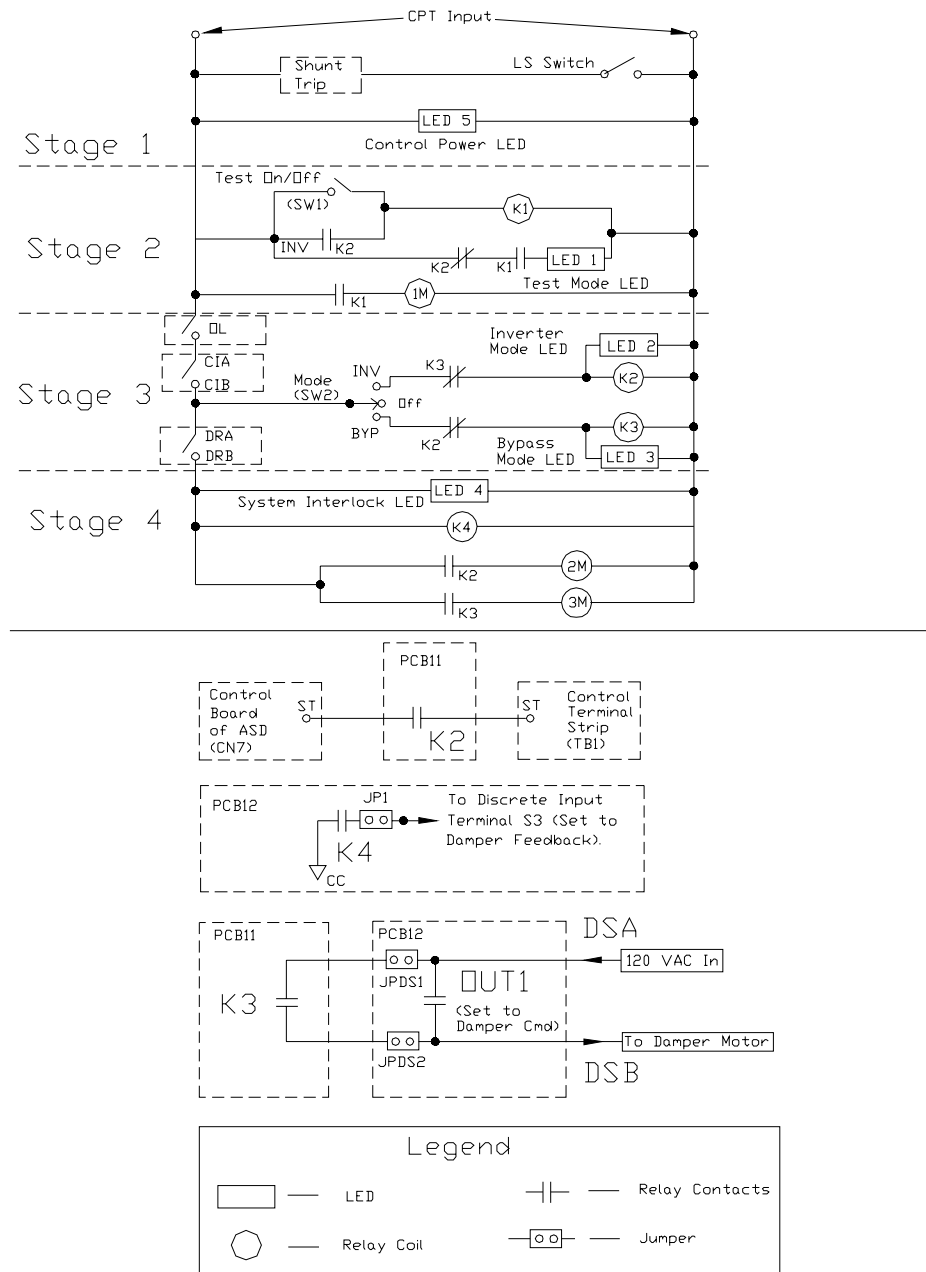 CPT Input
Shunt
Trip
LS Switch
LED 5
Control Power LED
Stage 1
Test On/Off
(SW1)
K1
INV
K2
Stage 2
K2
K1
LED 1
Test Mode LED
K1
1M
OL
CIA
CIB
Stage 3
Mode
(SW2)
INV
Off
BYP
K3
Inverter
Mode LED
LED 2
K2
K2
K3
Bypass
Mode LED
LED 3
DRA
DRB
System Interlock LED
LED 4
Stage 4
K4
K2
2M
K3
3M
PCB11
Control
Board
of ASD
(CN7)
ST
K2
ST
Control
Terminal
Strip
(TB1)
PCB12
JP1
K4
CC
To Discrete Input
Terminal S3 (Set to
Damper Feedback).
PCB11
K3
PCB12
JPDS1
OUT1
(Set to
Damper Cmd)
JPDS2
DSA
120 VAC In
To Damper Motor
DSB
Legend
LED
Relay Contacts
Relay Coil
Jumper